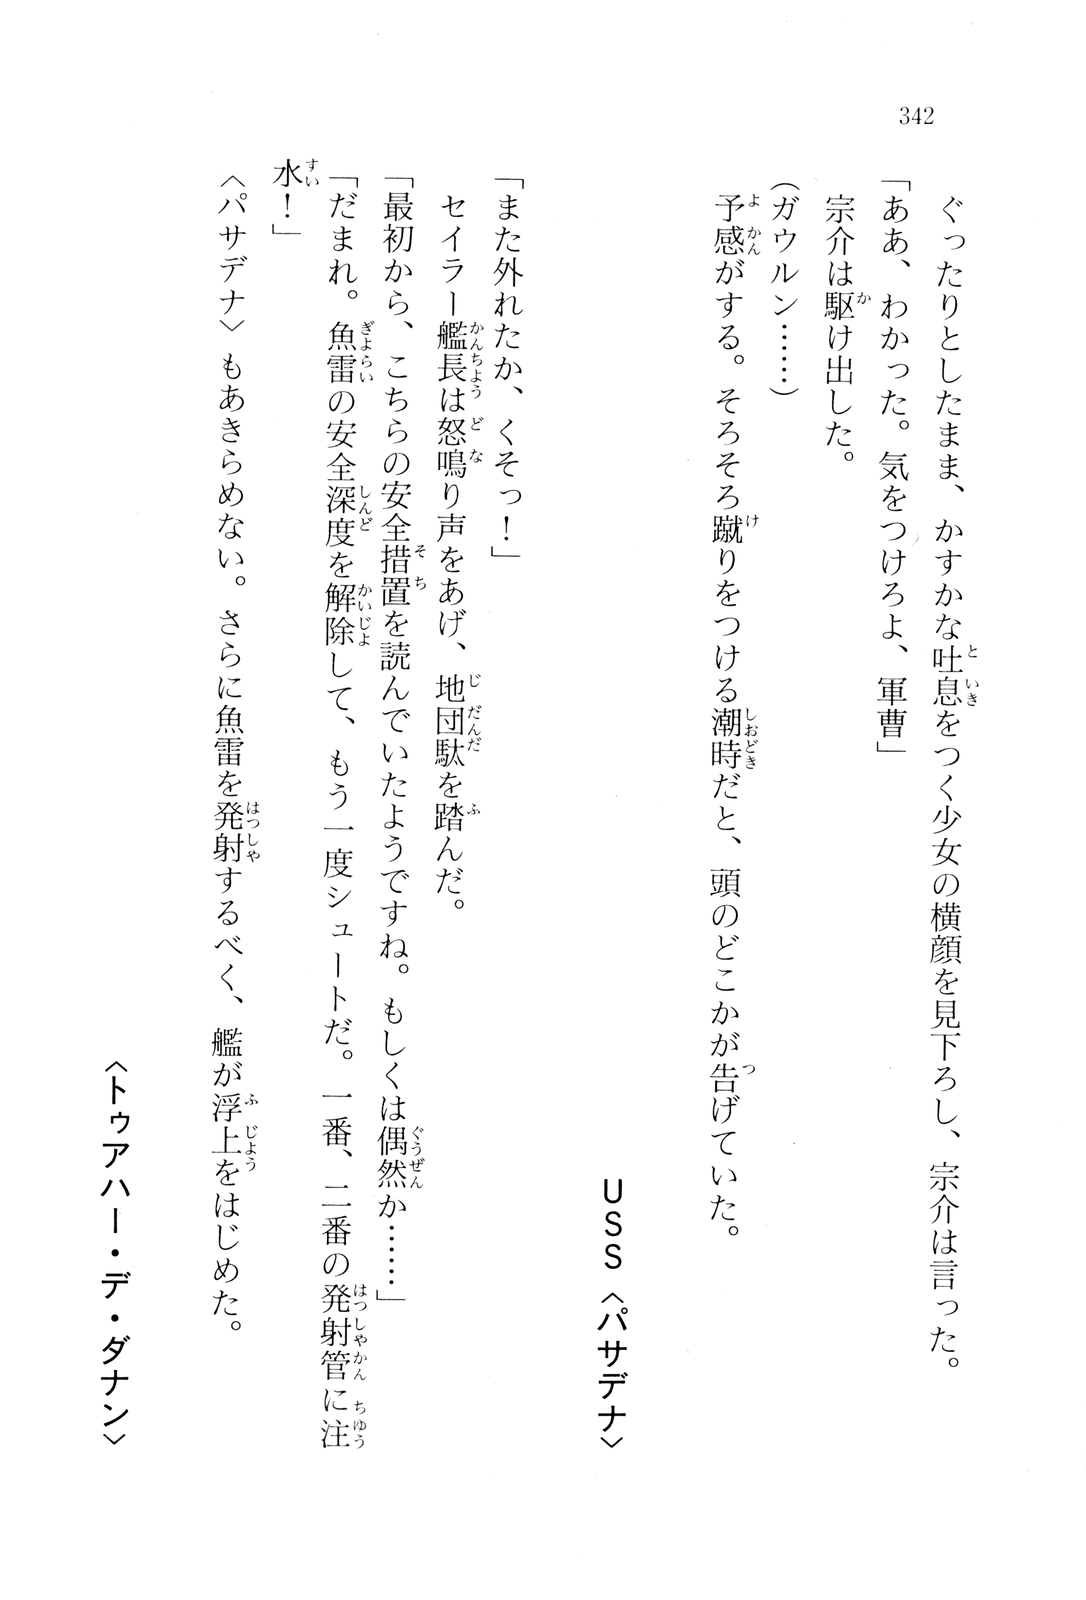 342
ぐったりとしたまま、かすかな吐息をつく少女の横顔を見下ろし、宗介は言った。
「ああ、わかった。気をつけろよ、軍曹」
宗介は駆け出した。
(ガウルン……)
予感がする。そろそろ蹴りをつける潮時だと、頭のどこかが告げていた。
USS〈パサデナ〉
「また外れたか、くそっ！」
セイラー艦長は怒鳴り声をあげ、地団駄を踏んだ。
「最初から、こちらの安全措置を読んでいたようですね。もしくは偶然か……」
「だまれ。魚雷の安全深度を解除して、もう一度シュートだ。一番、二番の発射管に注
水！」
〈パサデナ〉もあきらめない。さらに魚雷を発射するべく、艦が浮上をはじめた。
〈トゥアハー・デ・ダナン〉